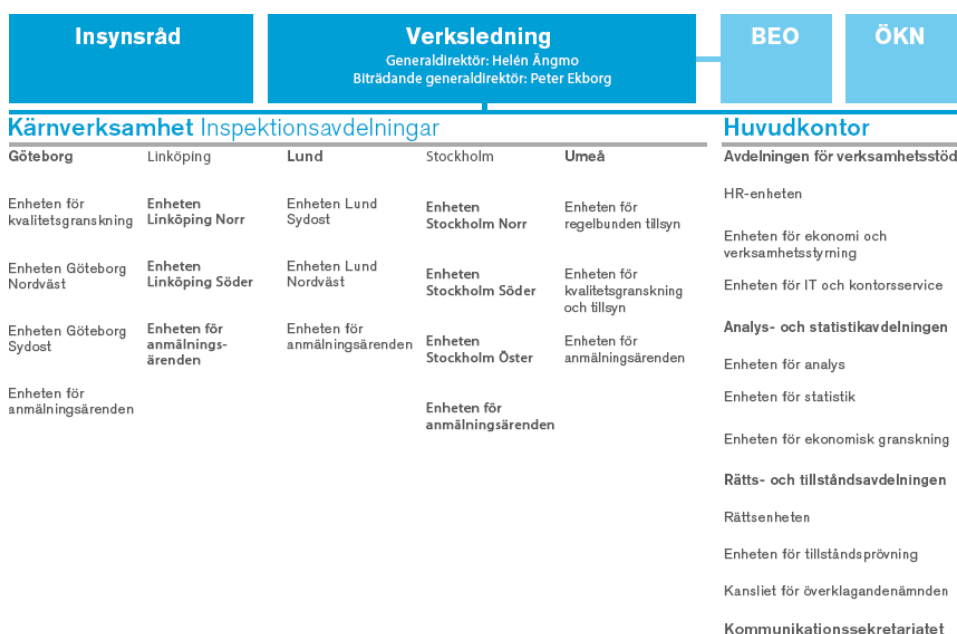 Insynsråd
Verksledning
Generaldirektör: Helén Ängmo
Biträdande generaldirektör: Peter Ekborg
BEO
ÖKN
Kärnverksamhet Inspektionsavdelningar
Göteborg
Enheten för
kvalitetsgranskning
Enheten Göteborg
Nordväst
Enheten Göteborg
Sydost
Enheten för
anmälningsärenden
Linköping
Enheten
Linköping Norr
Enheten
Linköping Söder
Enheten för
anmälnings-
ärenden
Lund
Enheten Lund
Sydost
Enheten Lund
Nordväst
Enheten för
anmälningsärenden
Stockholm
Enheten
Stockholm Norr
Enheten
Stockholm Söder
Enheten
Stockholm Öster
Enheten för
anmälningsärenden
Umeå
Enheten för
regelbunden tillsyn
Enheten för
kvalitetsgranskning
och tillsyn
Enheten för
anmälningsärenden
Huvudkontor
Avdelningen för verksamhetsstöd
HR-enheten
Enheten för ekonomi och
verksamhetsstyrning
Enheten för IT och kontorsservice
Analys- och statistikavdelningen
Enheten för analys
Enheten för statistik
Enheten för ekonomisk granskning
Rätts- och tillståndsavdelningen
Rättsenheten
Enheten för tillståndsprövning
Kansliet för överklagandenämnden
Kommunikationssekretariatet